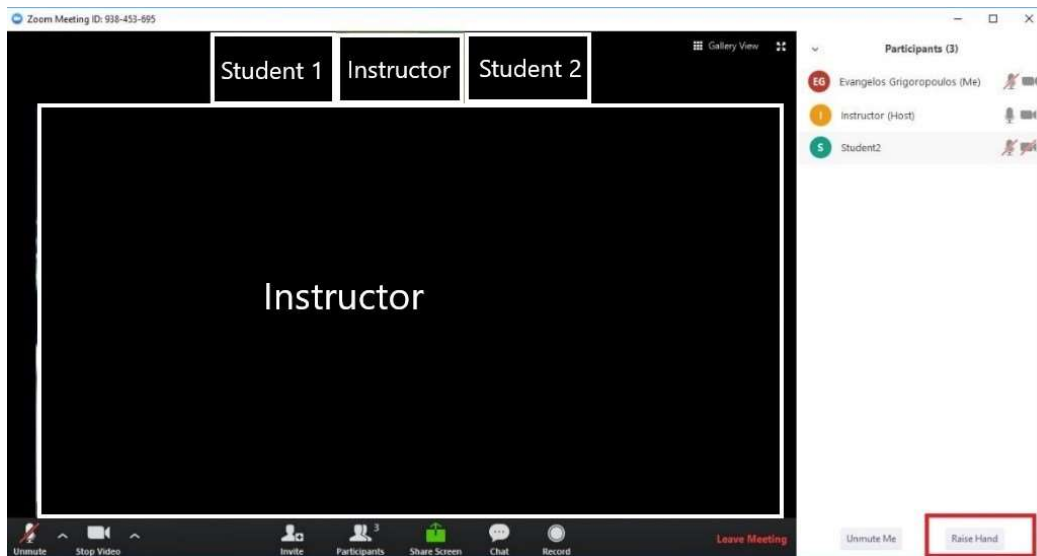 Zoom Meeting ID: 938-453-695
Student 1
Instructor
Student 2
Gallery View
Instructor
Unmute
Stop Video
Invite
Participants
3
Share Screen
Chat
Record
Leave Meeting
Participants (3)
EG Evangelos Grigoropoulos (Me)
I Instructor (Host)
S Student2
Unmute Me
Raise Hand